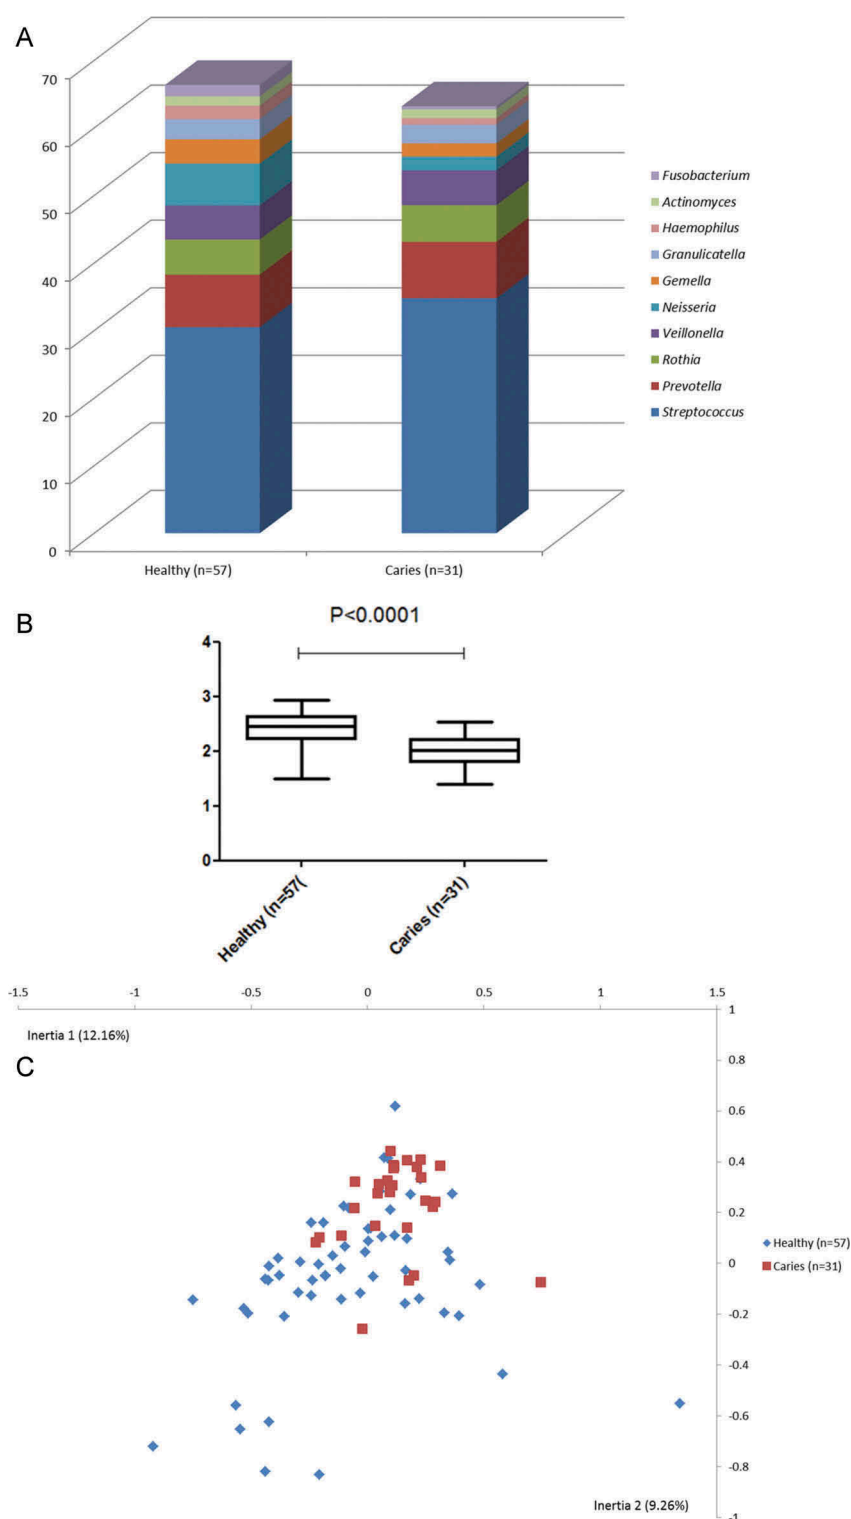 A
70
60
50
40
30
20
10
0
Healthy (n=57)
Caries (n=31)
Fusobacterium
Actinomyces
Haemophilus
Granulicatella
Gemella
Neisseria
Veillonella
Rothia
Prevotella
Streptococcus
B
P<0.0001
4
3
2
1
0
Healthy (n=57(
Caries (n=31)
-1.5 -1 -0.5 0 0.5 1 1.5
1
Inertia 1 (12.16%)
C
0.8
0.6
0.4
0.2
0
-0.2
-0.4
-0.6
-0.8
-1
Healthy (n=57)
Caries (n=31)
Inertia 2 (9.26%)